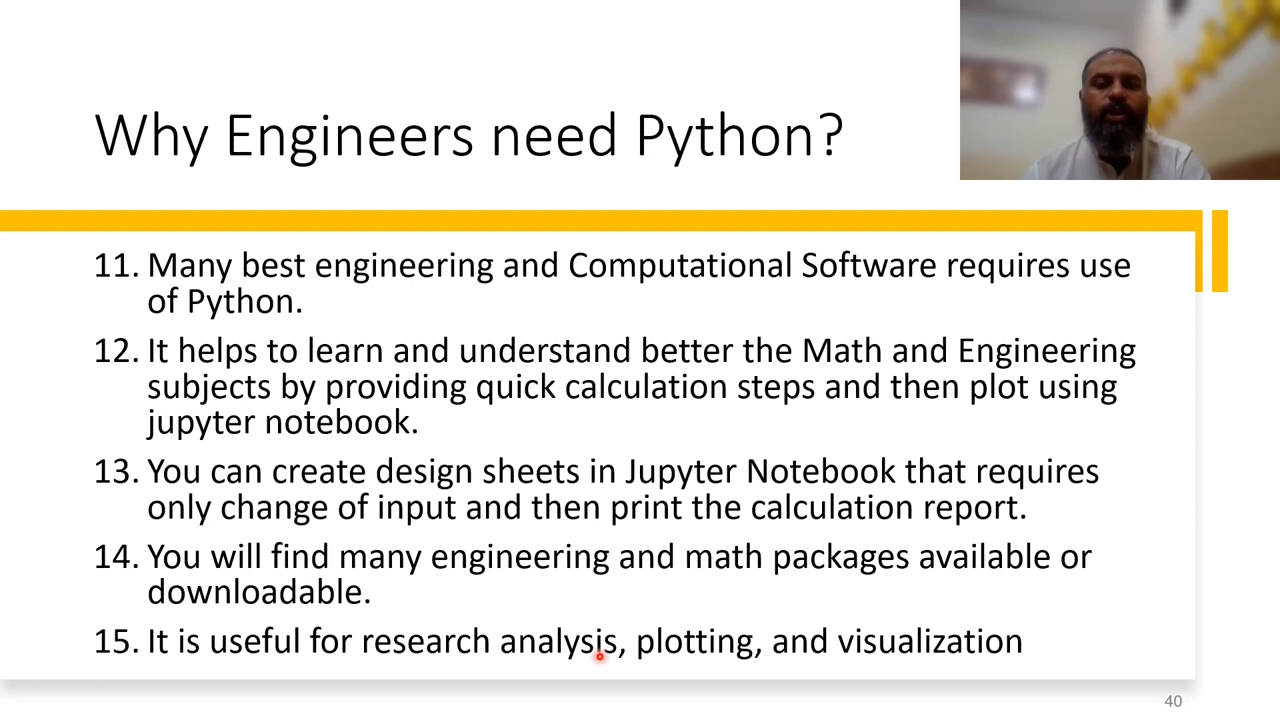 Why Engineers need Python?
11. Many best engineering and Computational Software requires use
of Python.
12. It helps to learn and understand better the Math and Engineering
subjects by providing quick calculation steps and then plot using
jupyter notebook.
13. You can create design sheets in Jupyter Notebook that requires
only change of input and then print the calculation report.
14. You will find many engineering and math packages available or
downloadable.
15. It is useful for research analysis, plotting, and visualization
40